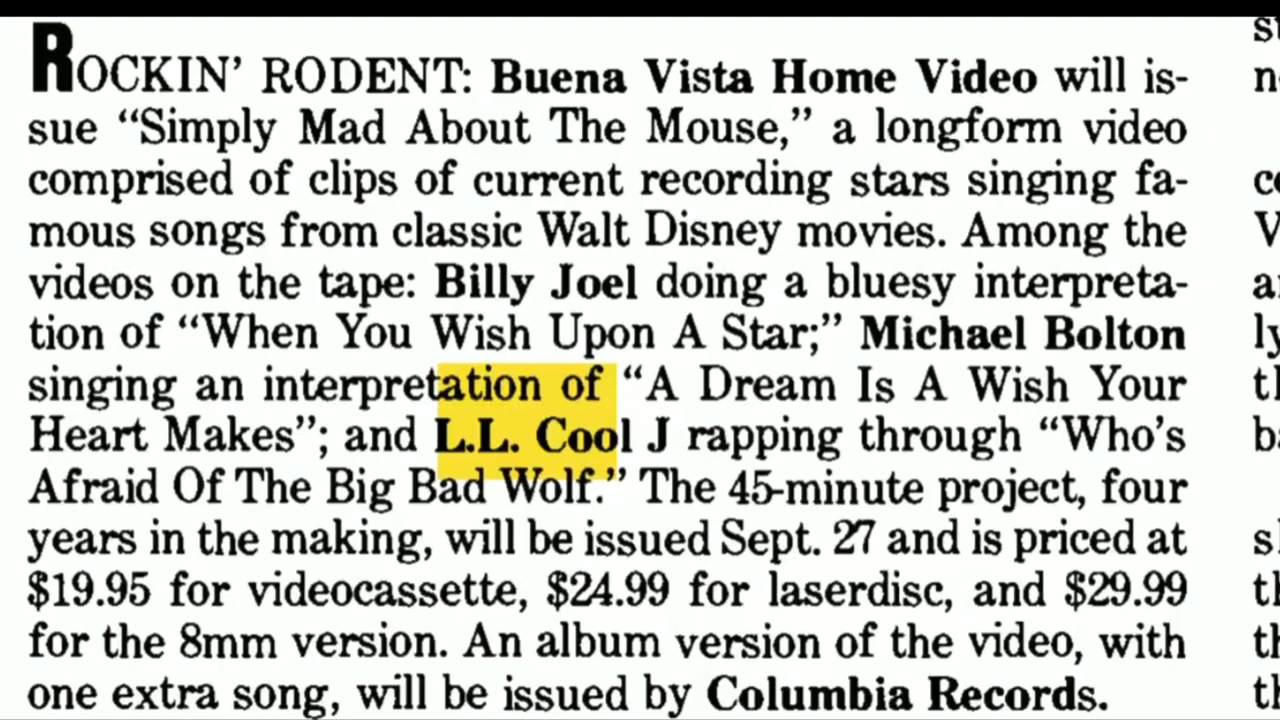 ROCKIN' RODENT: Buena Vista Home Video will is-
sue “Simply Mad About The Mouse,” a longform video
comprised of clips of current recording stars singing fa-
mous songs from classic Walt Disney movies. Among the
videos on the tape: Billy Joel doing a bluesy interpreta-
tion of “When You Wish Upon A Star;” Michael Bolton
singing an interpretation of “A Dream Is A Wish Your
Heart Makes”; and L.L. Cool J rapping through “Who's
Afraid Of The Big Bad Wolf.” The 45-minute project, four
years in the making, will be issued Sept. 27 and is priced at
$19.95 for videocassette, $24.99 for laserdisc, and $29.99
for the 8mm version. An album version of the video, with
one extra song, will be issued by Columbia Records.